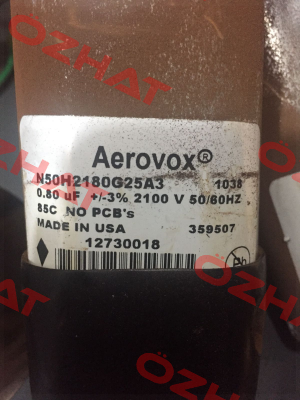 OZHAT
Aerovox®
N50H2180G25A3 1038
0.80 uF +/-3% 2100 V 50/60HZ
85C NO PCB's
MADE IN USA 359507
12730018
Pb
OZHAT